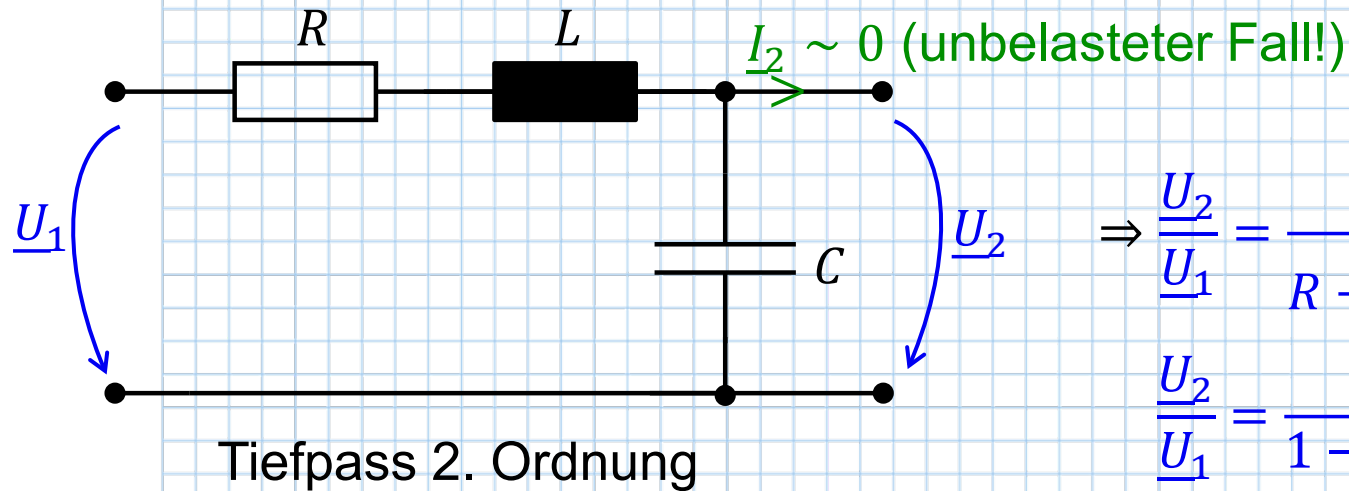 R
L
I₂ ~ 0 (unbelasteter Fall!)
U₁
C
U₂
⇒ U₂/U₁ =
R -
U₂/U₁ =
1 -
Tiefpass 2. Ordnung